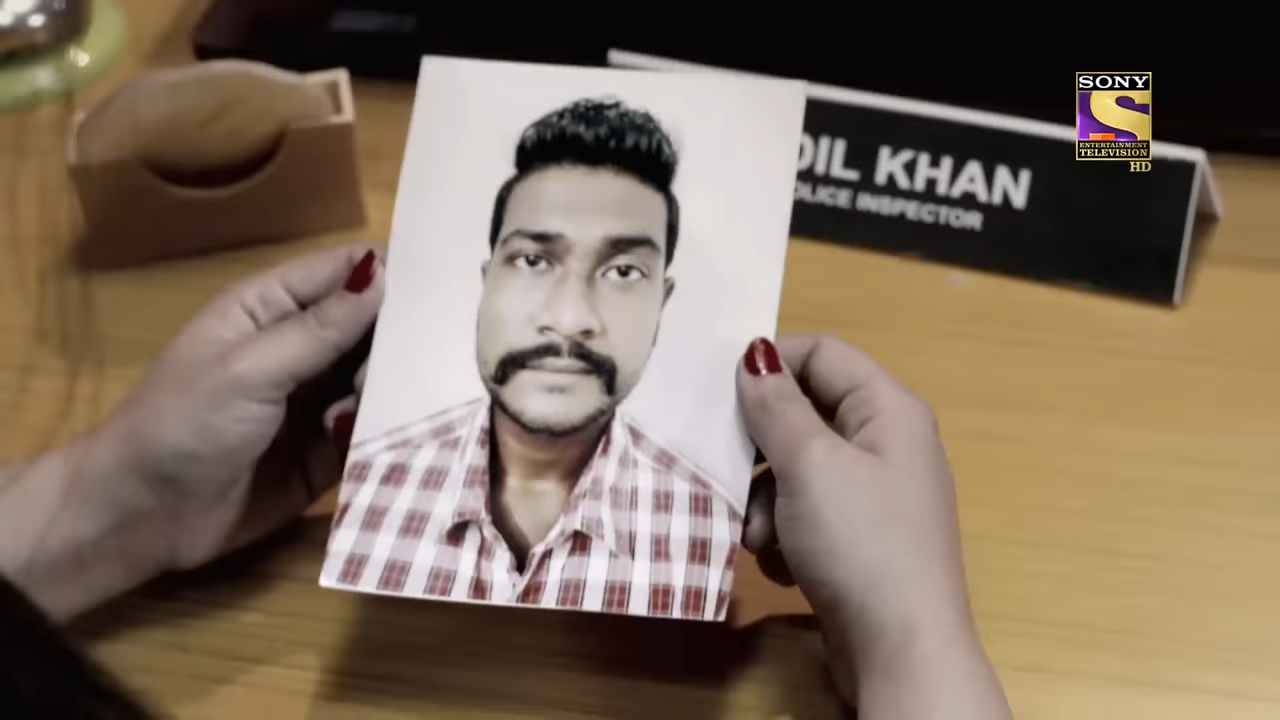 SONY
ENTERTAINMENT
TELEVISION
HD
DIL KHAN
OLICE INSPECTOR